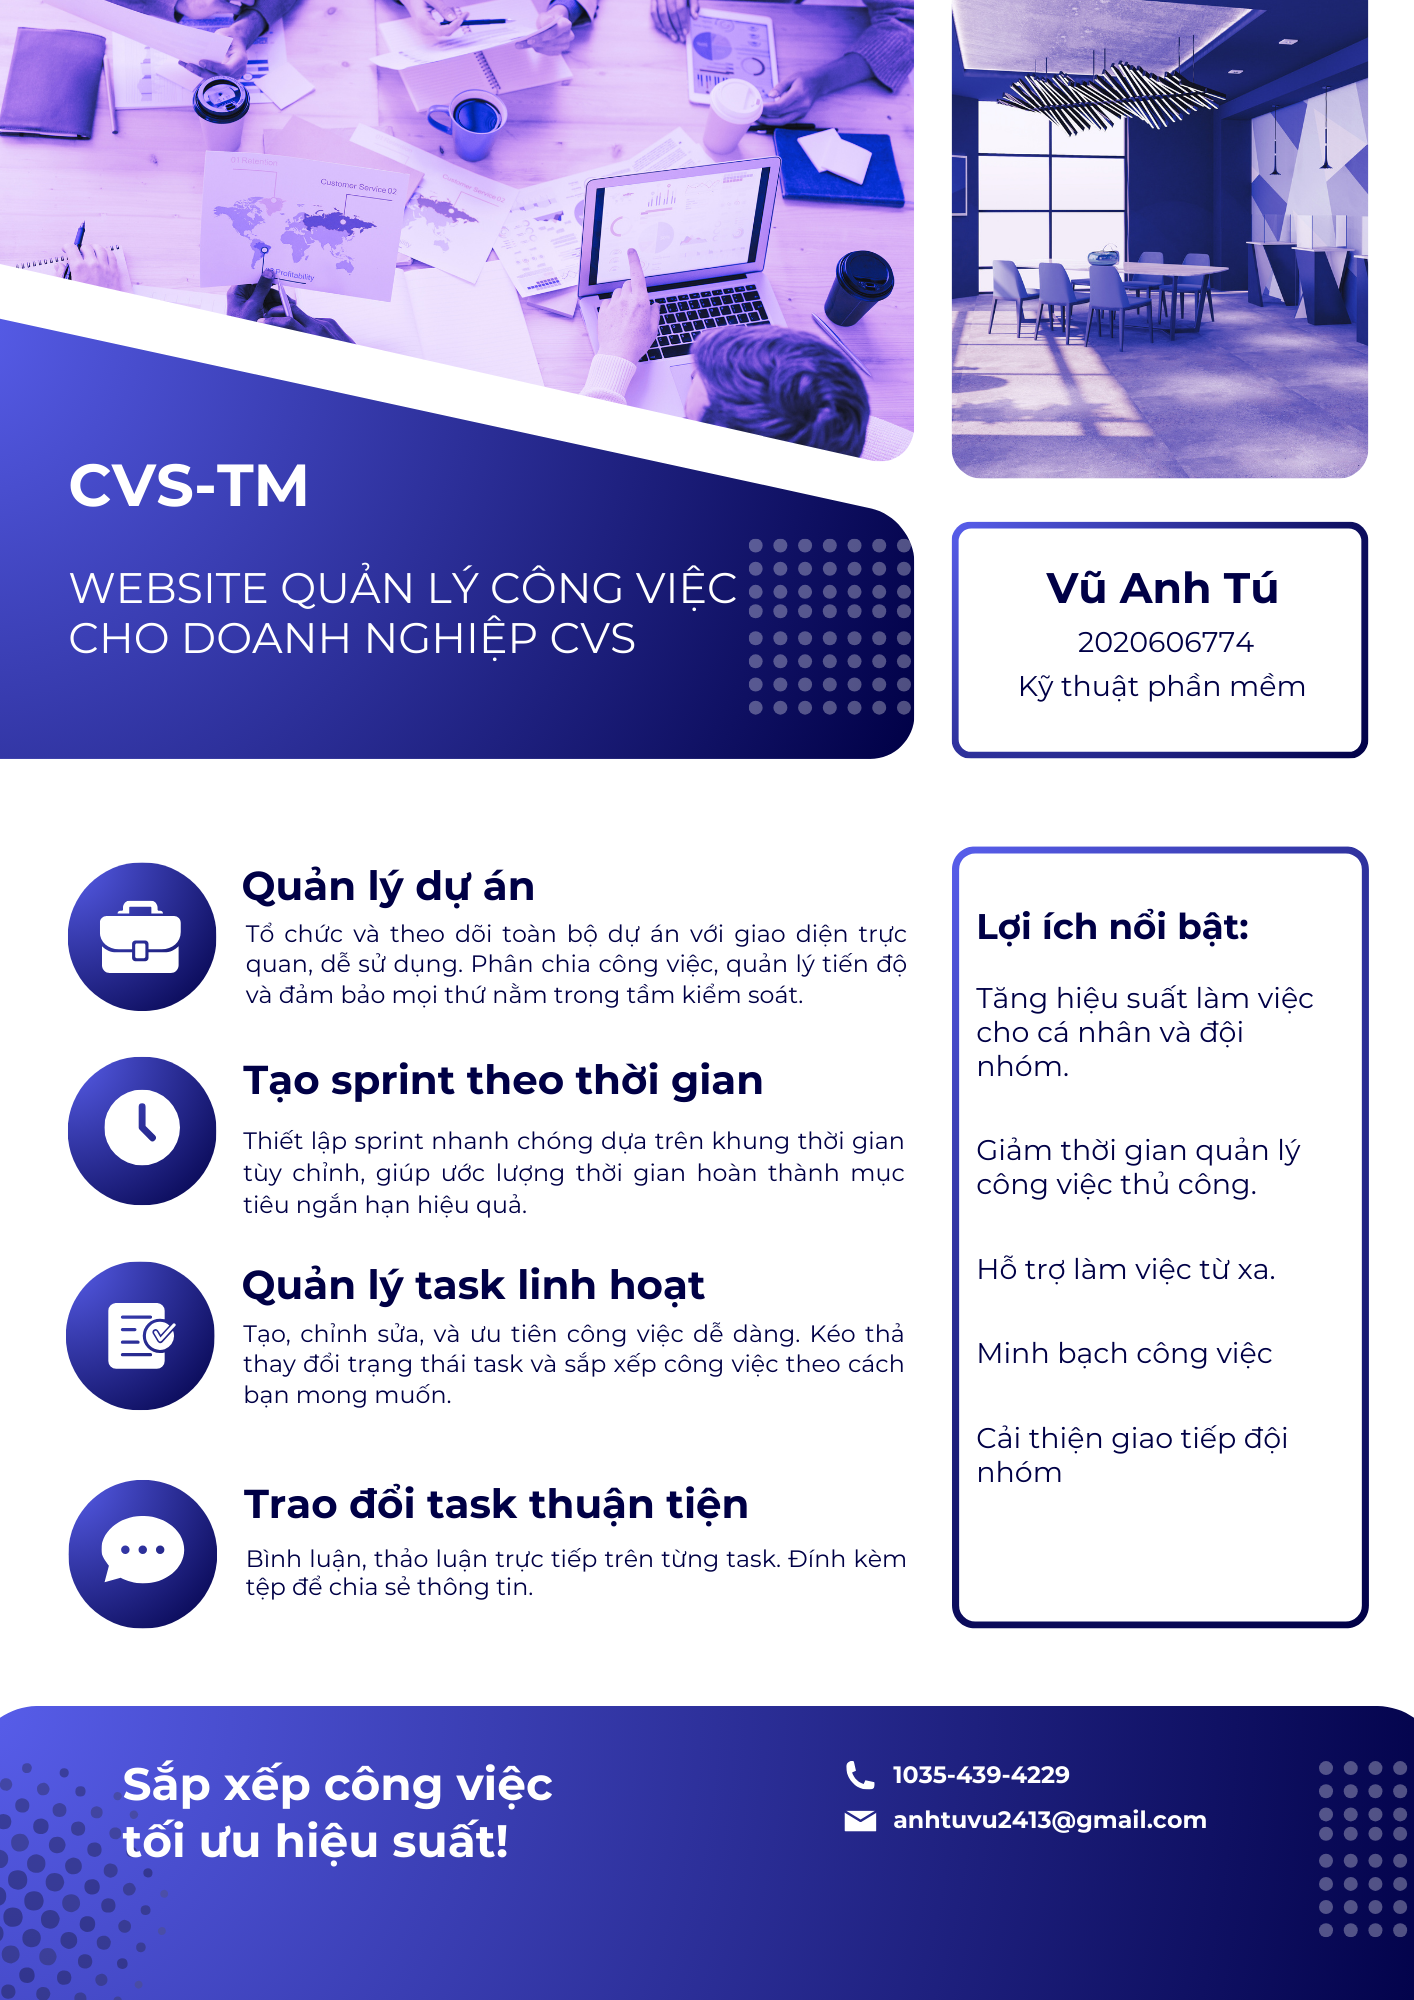 01 Retention
Customer Service 02
Customer Service 02
03 Profitability
CVS-TM
WEBSITE QUẢN LÝ CÔNG VIỆC
CHO DOANH NGHIỆP CVS
Vũ Anh Tú
2020606774
Kỹ thuật phần mềm
Quản lý dự án
Tổ chức và theo dõi toàn bộ dự án với giao diện trực
quan, dễ sử dụng. Phân chia công việc, quản lý tiến độ
và đảm bảo mọi thứ nằm trong tầm kiểm soát.
Tạo sprint theo thời gian
Thiết lập sprint nhanh chóng dựa trên khung thời gian
tùy chỉnh, giúp ước lượng thời gian hoàn thành mục
tiêu ngắn hạn hiệu quả.
Quản lý task linh hoạt
Tạo, chỉnh sửa, và ưu tiên công việc dễ dàng. Kéo thả
thay đổi trạng thái task và sắp xếp công việc theo cách
bạn mong muốn.
Trao đổi task thuận tiện
Bình luận, thảo luận trực tiếp trên từng task. Đính kèm
tệp để chia sẻ thông tin.
Lợi ích nổi bật:
Tăng hiệu suất làm việc
cho cá nhân và đội
nhóm.
Giảm thời gian quản lý
công việc thủ công.
Hỗ trợ làm việc từ xa.
Minh bạch công việc
Cải thiện giao tiếp đội
nhóm
Sắp xếp công việc
tối ưu hiệu suất!
1035-439-4229
anhtuvu2413@gmail.com